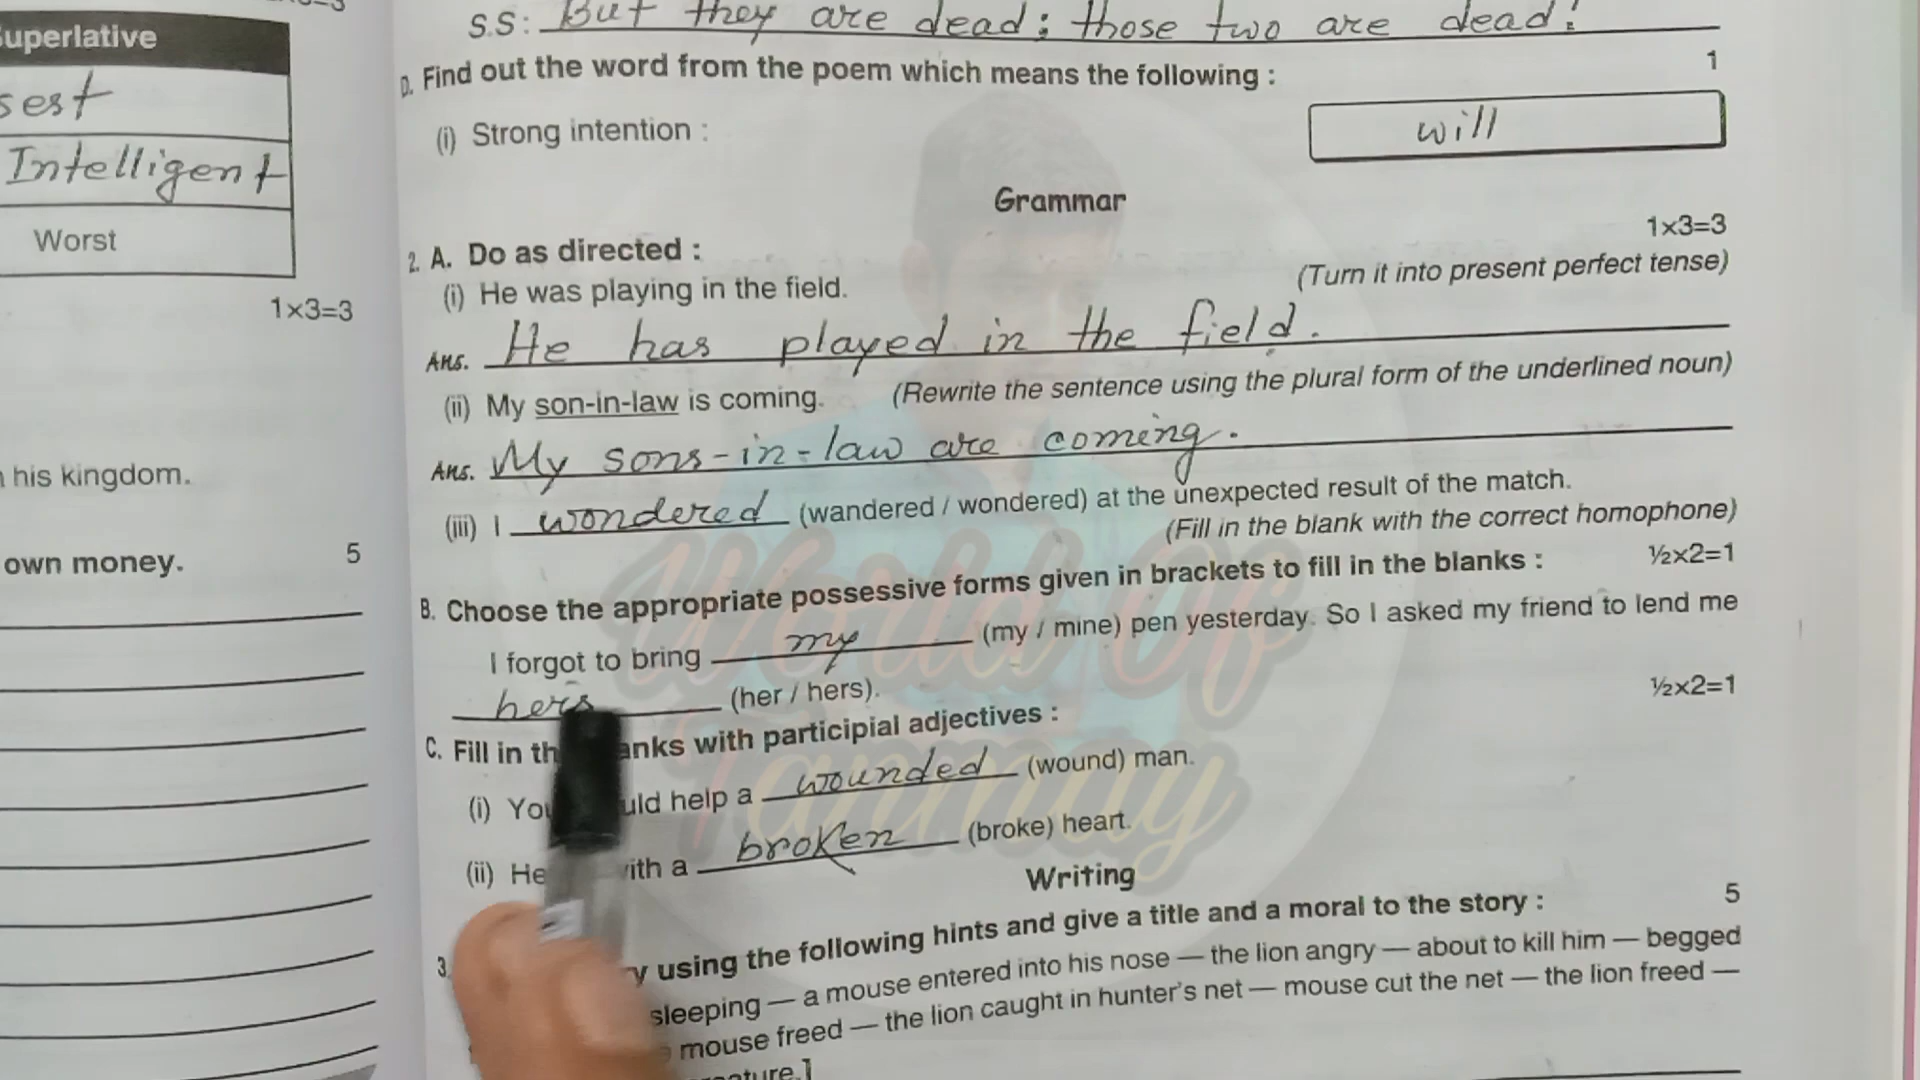 uperlative
sest
Intelligent
Worst
1×3=3
his kingdom.
own money. 5
S.S: But they are dead; those two are dead!
D. Find out the word from the poem which means the following : 1
(i) Strong intention : will
Grammar
2. A. Do as directed : 1×3=3
(i) He was playing in the field. (Turn it into present perfect tense)
Ans. He has played in the field.
(ii) My son-in-law is coming. (Rewrite the sentence using the plural form of the underlined noun)
Ans. My sons-in-law are coming.
(iii) I wondered (wandered / wondered) at the unexpected result of the match.
(Fill in the blank with the correct homophone)
B. Choose the appropriate possessive forms given in brackets to fill in the blanks : ½×2=1
I forgot to bring my (my / mine) pen yesterday. So I asked my friend to lend me
hers (her / hers).
½×2=1
C. Fill in th anks with participial adjectives :
(i) You uld help a wounded (wound) man.
(ii) He ith a broken (broke) heart.
Writing
3. y using the following hints and give a title and a moral to the story : 5
sleeping — a mouse entered into his nose — the lion angry — about to kill him — begged
mouse freed — the lion caught in hunter's net — mouse cut the net — the lion freed —
World Of
Tanmay